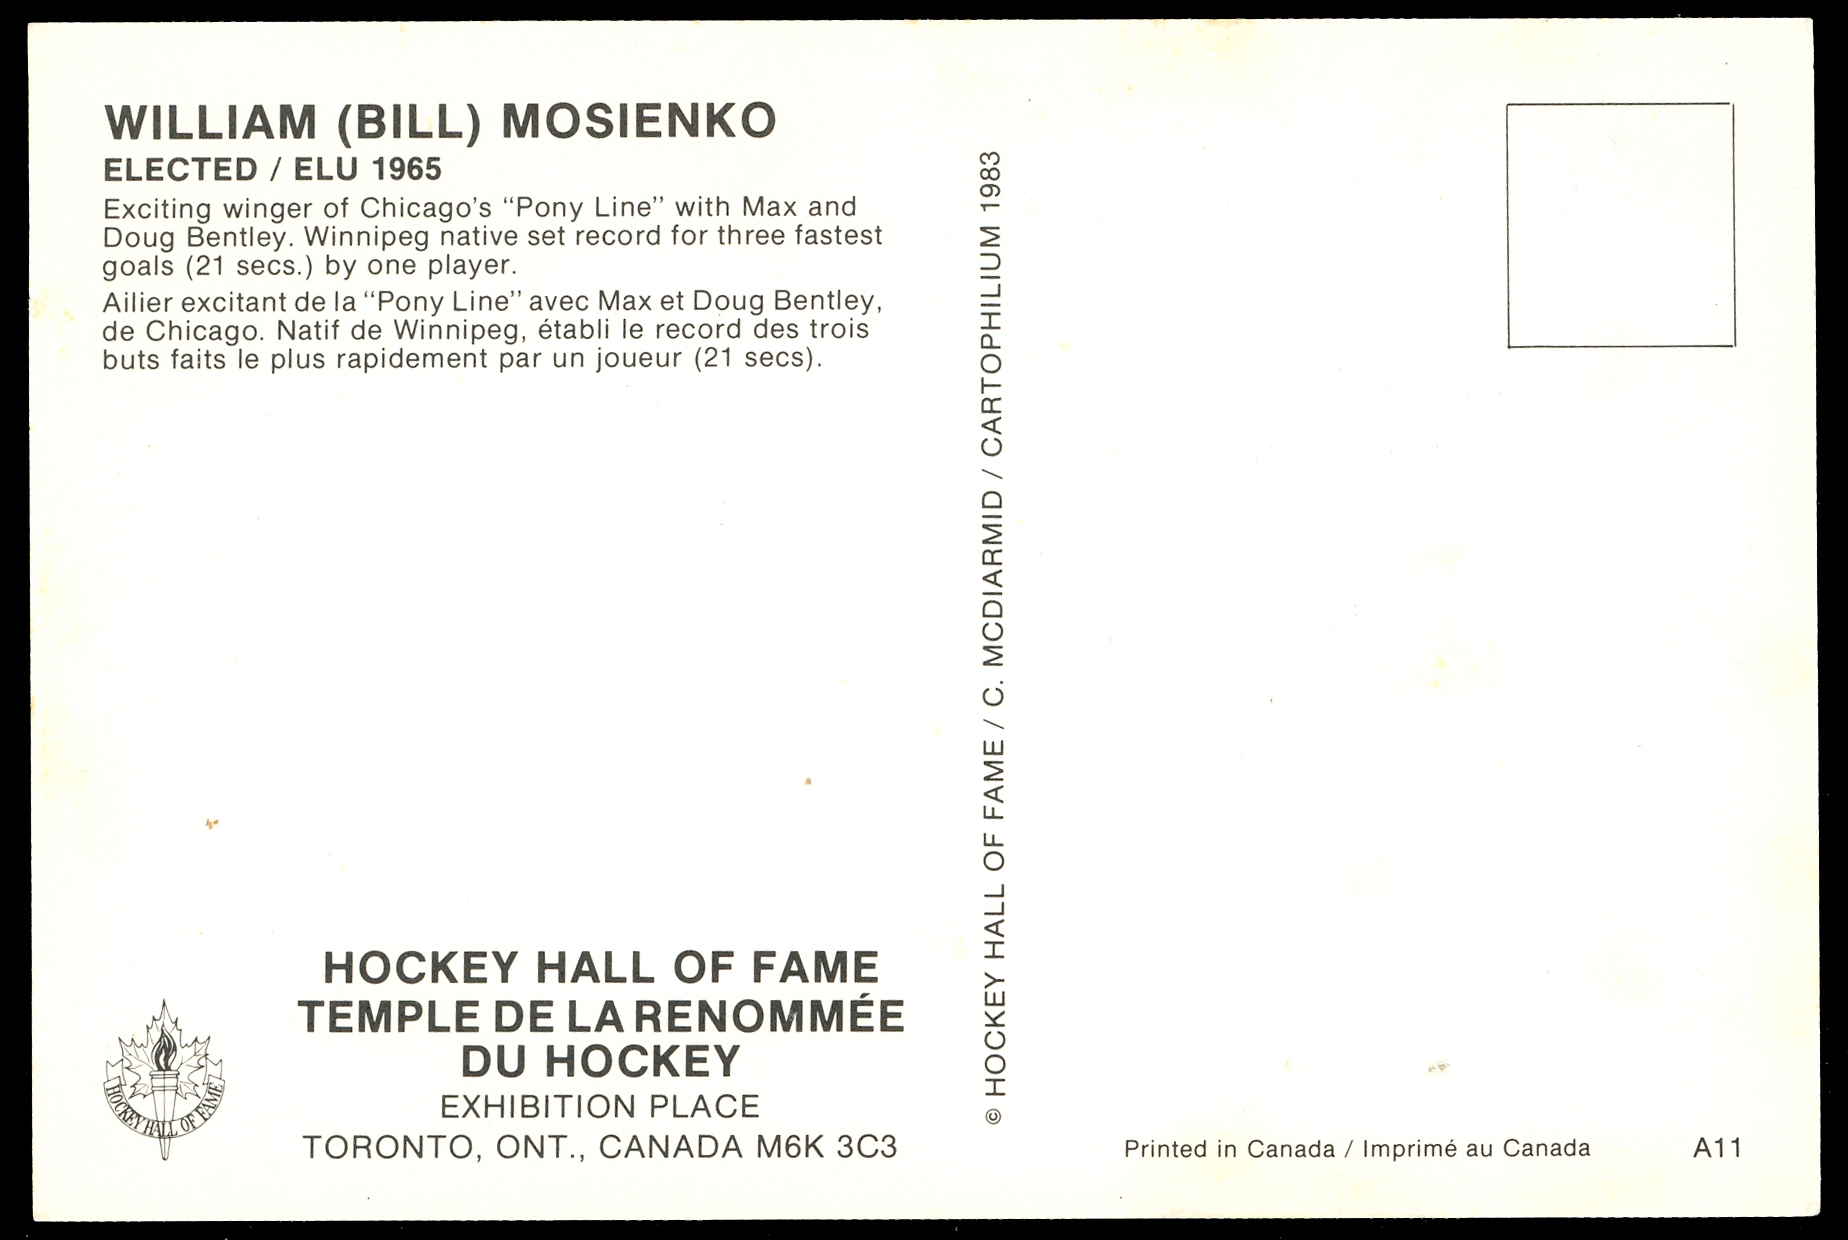 WILLIAM (BILL) MOSIENKO
ELECTED / ELU 1965
Exciting winger of Chicago's "Pony Line" with Max and
Doug Bentley. Winnipeg native set record for three fastest
goals (21 secs.) by one player.
Ailier excitant de la "Pony Line" avec Max et Doug Bentley,
de Chicago. Natif de Winnipeg, établi le record des trois
buts faits le plus rapidement par un joueur (21 secs).
HOCKEY HALL OF FAME
TEMPLE DE LA RENOMMÉE
DU HOCKEY
EXHIBITION PLACE
TORONTO, ONT., CANADA M6K 3C3
HOCKEY HALL OF FAME
© HOCKEY HALL OF FAME / C. MCDIARMID / CARTOPHILIUM 1983
Printed in Canada / Imprimé au Canada
A11